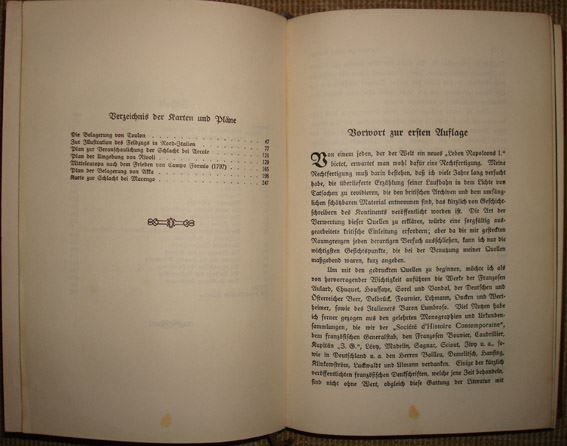 Verzeichnis der Karten und Pläne
Die Belagerung von Toulon
Zur Illustration des Feldzugs in Nord-Italien 47
Plan zur Veranschaulichung der Schlacht bei Arcole 77
Plan der Umgebung von Rivoli 121
Mitteleuropa nach dem Frieden von Campo Formio (1797) 129
Plan der Belagerung von Akka 165
Karte zur Schlacht bei Marengo 247
Vorwort zur ersten Auflage
Von einem jeden, der der Welt ein neues „Leben Napoleons I.“
bietet, erwartet man wohl dafür eine Rechtfertigung. Meine
Rechtfertigung muß darin bestehen, daß ich viele Jahre lang versucht
habe, die überlieferte Erzählung seiner Laufbahn in dem Lichte von
Tatsachen zu revidieren, die den britischen Archiven und dem umfäng-
lichen schätzbaren Material entnommen sind, das kürzlich von Geschicht-
schreibern des Kontinents veröffentlicht worden ist. Die Art der
Verwertung dieser Quellen zu erklären, würde eine sorgfältig aus-
gearbeitete kritische Einleitung erfordern; aber da die mir gesteckten
Raumgrenzen jeden derartigen Versuch ausschließen, kann ich nur die
wichtigsten Gesichtspunkte, die bei der Benutzung meiner Quellen
maßgebend waren, kurz angeben.
Um mit den gedruckten Quellen zu beginnen, möchte ich als
von hervorragender Wichtigkeit anführen die Werke der Franzosen
Aulard, Chuquet, Houssaye, Sorel und Vandal, der Deutschen und
Österreicher Beer, Delbrück, Fournier, Lehmann, Oncken und Wert-
heimer, sowie des Italieners Baron Lumbroso. Viel Nutzen habe
ich ferner gezogen aus den gelehrten Monographien und Urkunden-
sammlungen, die wir der „Société d'Histoire Contemporaine“,
dem französischen Generalstab, den Franzosen Bouvier, Caudrillier,
Kapitän „J. G.“, Lévy, Madelin, Sagnac, Sciout, Zivy u. a., so-
wie in Deutschland u. a. den Herren Bailleu, Demelitsch, Hansing,
Klinkowström, Luckwaldt und Ulmann verdanken. Einige der kürzlich
veröffentlichten französischen Denkschriften, welche jene Zeit behandeln,
sind nicht ohne Wert, obgleich diese Gattung der Literatur mit